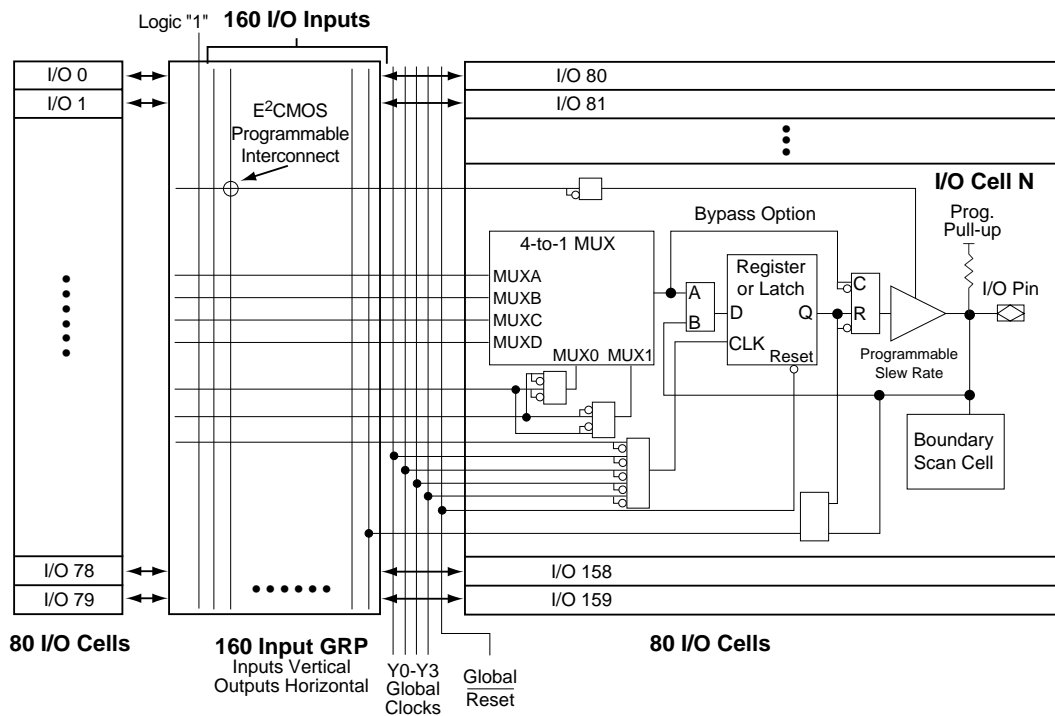 Logic "1"
160 I/O Inputs
I/O 0
I/O 80
I/O 1
I/O 81
E²CMOS
Programmable
Interconnect
I/O Cell N
Bypass Option
Prog.
Pull-up
4-to-1 MUX
Register
or Latch
MUXA
MUXB
MUXC
MUXD
MUX0 MUX1
A
B
D
Q
CLK
Reset
C
R
I/O Pin
Programmable
Slew Rate
Boundary
Scan Cell
I/O 78
I/O 158
I/O 79
I/O 159
80 I/O Cells
160 Input GRP
Inputs Vertical
Outputs Horizontal
Y0-Y3
Global
Clocks
Global
Reset
80 I/O Cells